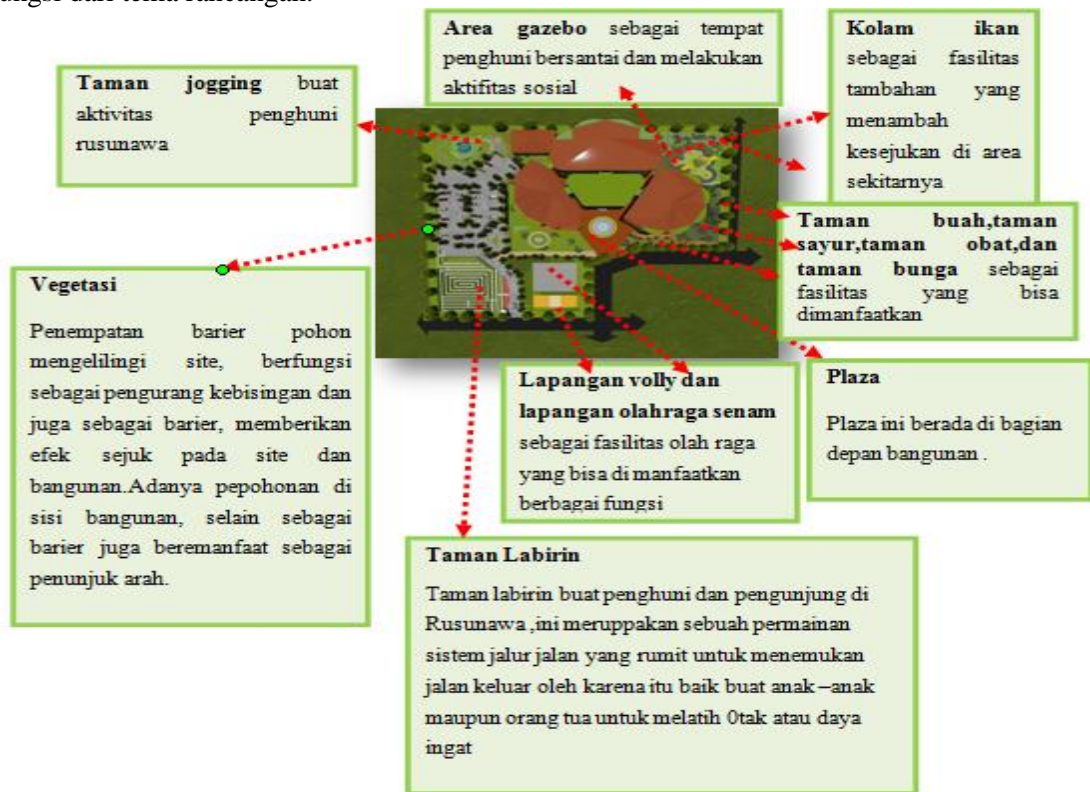 ungsi dari tema rancangan.
Area gazebo sebagai tempat
penghuni bersantai dan melakukan
aktifitas sosial
Kolam ikan
sebagai fasilitas
tambahan yang
menambah
kesejukan di area
sekitarnya
Taman jogging buat
aktivitas penghuni
rusunawa
Taman buah,taman
sayur,taman obat,dan
taman bunga sebagai
fasilitas yang bisa
dimanfaatkan
Vegetasi
Penempatan barier pohon
mengelilingi site, berfungsi
sebagai pengurang kebisingan dan
juga sebagai barier, memberikan
efek sejuk pada site dan
bangunan.Adanya pepohonan di
sisi bangunan, selain sebagai
barier juga beremanfaat sebagai
penunjuk arah.
Lapangan volly dan
lapangan olahraga senam
sebagai fasilitas olah raga
yang bisa di manfaatkan
berbagai fungsi
Plaza
Plaza ini berada di bagian
depan bangunan .
Taman Labirin
Taman labirin buat penghuni dan pengunjung di
Rusunawa ,ini meruppakan sebuah permainan
sistem jalur jalan yang rumit untuk menemukan
jalan keluar oleh karena itu baik buat anak –anak
maupun orang tua untuk melatih 0tak atau daya
ingat